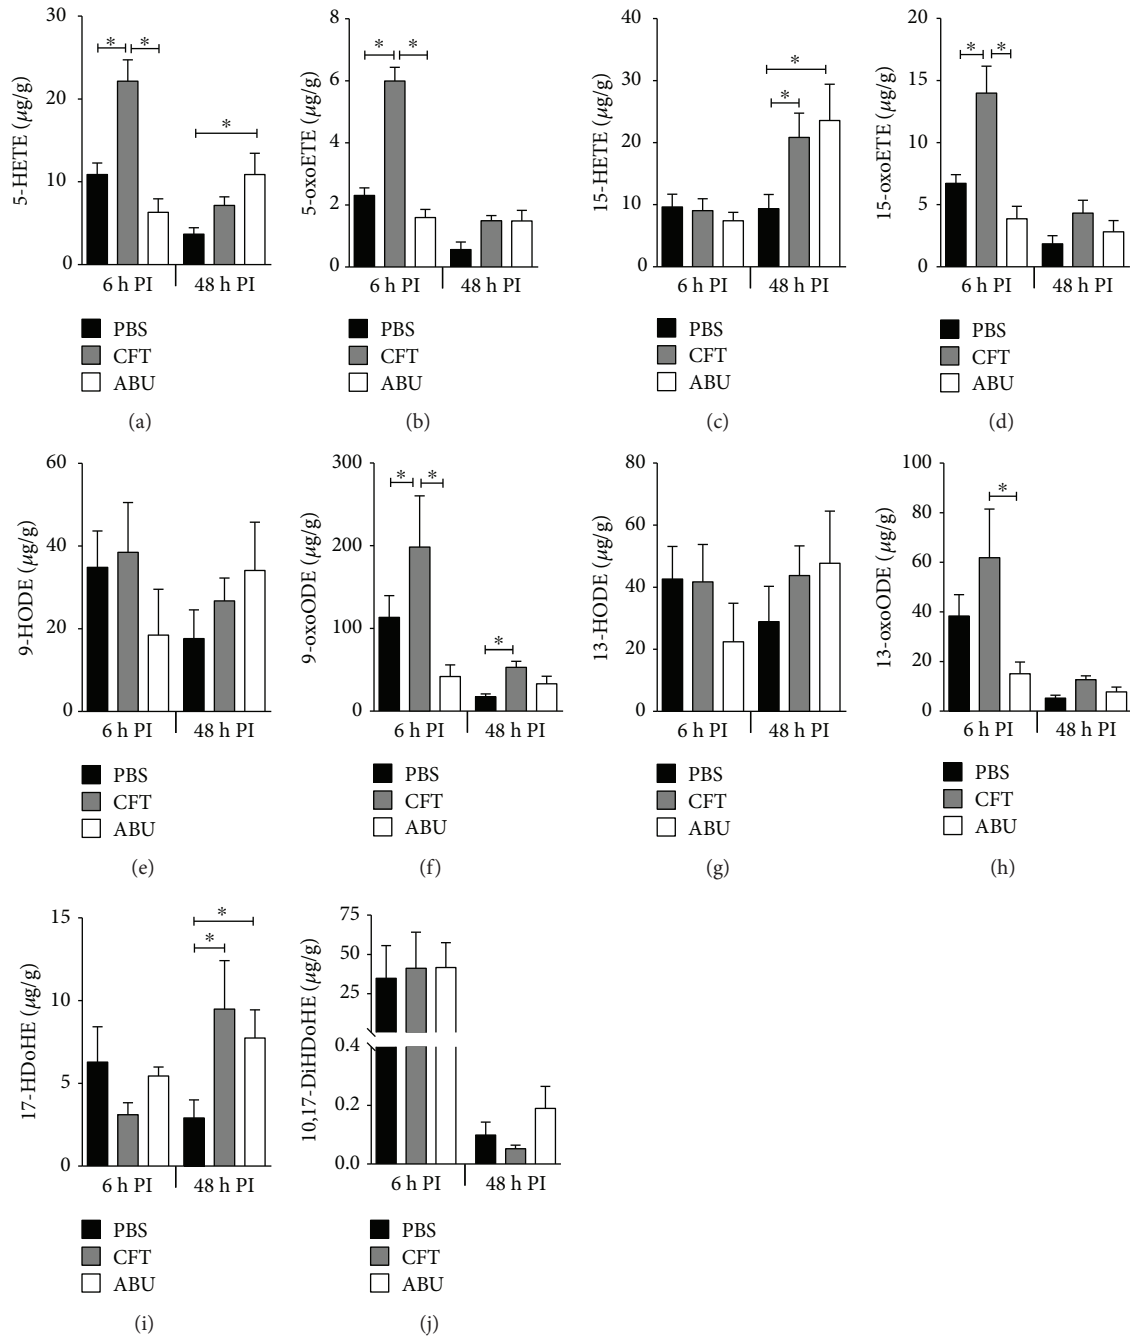 5-HETE (μg/g)
30
20
10
0
* *
*
6 h PI 48 h PI
PBS
CFT
ABU
(a)
5-oxoETE (μg/g)
8
6
4
2
0
* *
6 h PI 48 h PI
PBS
CFT
ABU
(b)
15-HETE (μg/g)
40
30
20
10
0
*
*
6 h PI 48 h PI
PBS
CFT
ABU
(c)
15-oxoETE (μg/g)
20
15
10
5
0
* *
6 h PI 48 h PI
PBS
CFT
ABU
(d)
9-HODE (μg/g)
60
40
20
0
6 h PI 48 h PI
PBS
CFT
ABU
(e)
9-oxoODE (μg/g)
300
200
100
0
* *
*
6 h PI 48 h PI
PBS
CFT
ABU
(f)
13-HODE (μg/g)
80
60
40
20
0
6 h PI 48 h PI
PBS
CFT
ABU
(g)
13-oxoODE (μg/g)
100
80
60
40
20
0
*
6 h PI 48 h PI
PBS
CFT
ABU
(h)
17-HDoHE (μg/g)
15
10
5
0
*
*
6 h PI 48 h PI
PBS
CFT
ABU
(i)
10,17-DiHDoHE (μg/g)
75
50
25
0.4
0.2
0.0
6 h PI 48 h PI
PBS
CFT
ABU
(j)